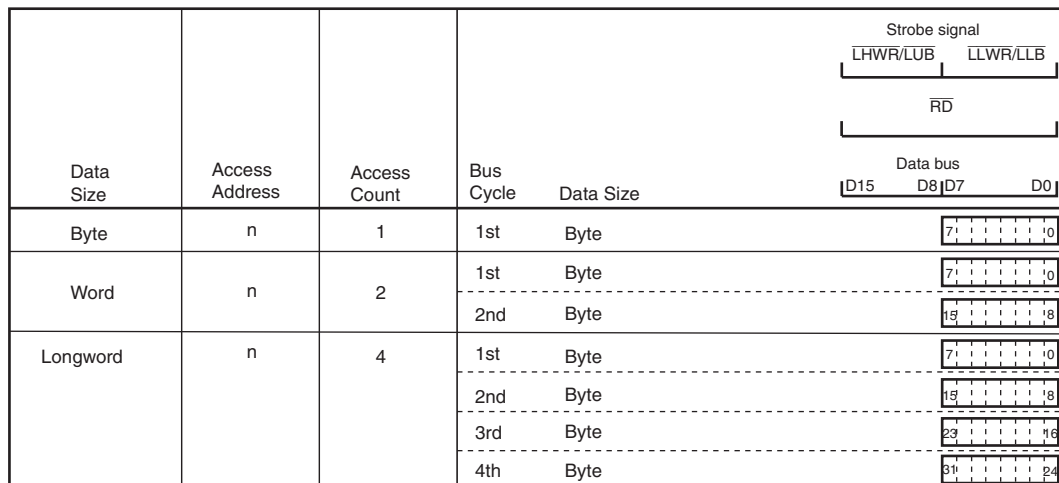 Strobe signal
LHWR/LUB LLWR/LLB
RD
Data Size Access Address Access Count Bus Cycle Data Size Data bus
D15 D8 D7 D0
Byte n 1 1st Byte 7 0
Word n 2 1st Byte 7 0
2nd Byte 15 8
Longword n 4 1st Byte 7 0
2nd Byte 15 8
3rd Byte 23 16
4th Byte 31 24